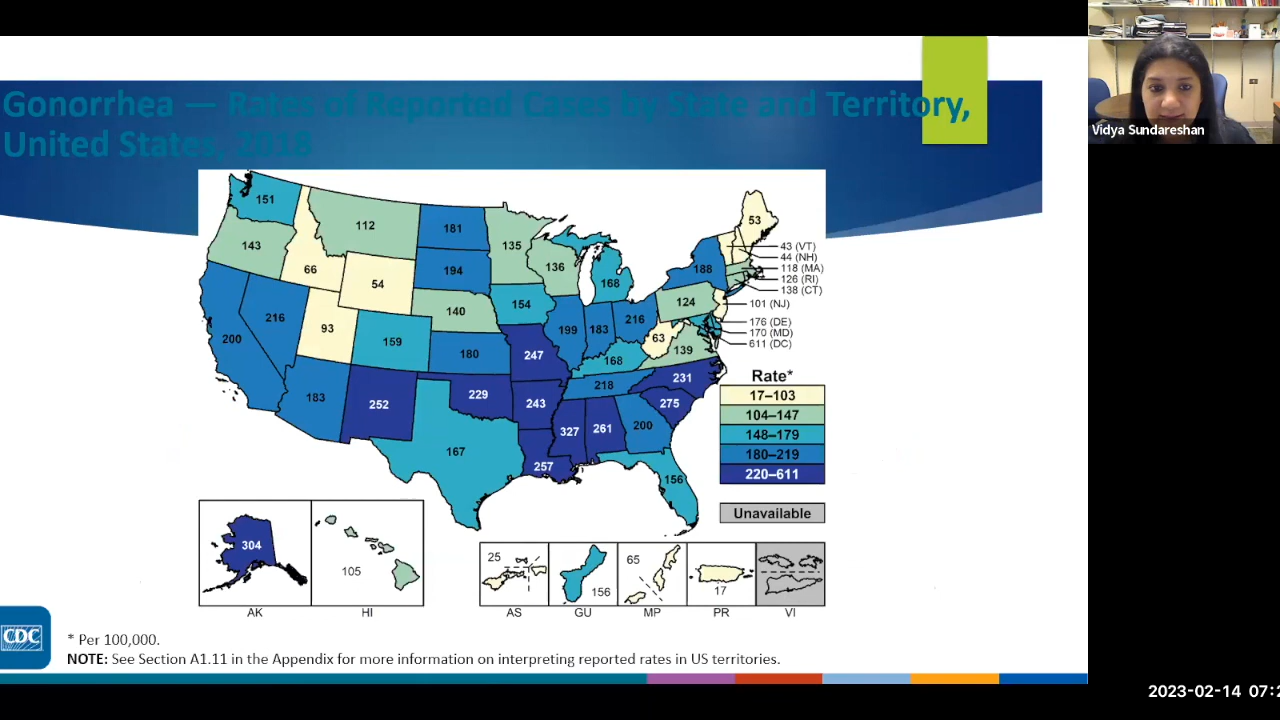 Gonorrhea — Rates of Reported Cases by State and Territory,
United States, 2018
Vidya Sundareshan
151
112
181
135
53
143
66
194
136
168
188
43 (VT)
44 (NH)
118 (MA)
126 (RI)
138 (CT)
54
140
154
124
101 (NJ)
200
216
93
159
180
199
183
216
63
139
176 (DE)
170 (MD)
611 (DC)
247
168
183
252
229
243
218
231
275
167
327
261
200
257
156
Rate*
17–103
104–147
148–179
180–219
220–611
Unavailable
304
105
25
156
65
17
AK
HI
AS
GU
MP
PR
VI
CDC
* Per 100,000.
NOTE: See Section A1.11 in the Appendix for more information on interpreting reported rates in US territories.
2023-02-14 07:2